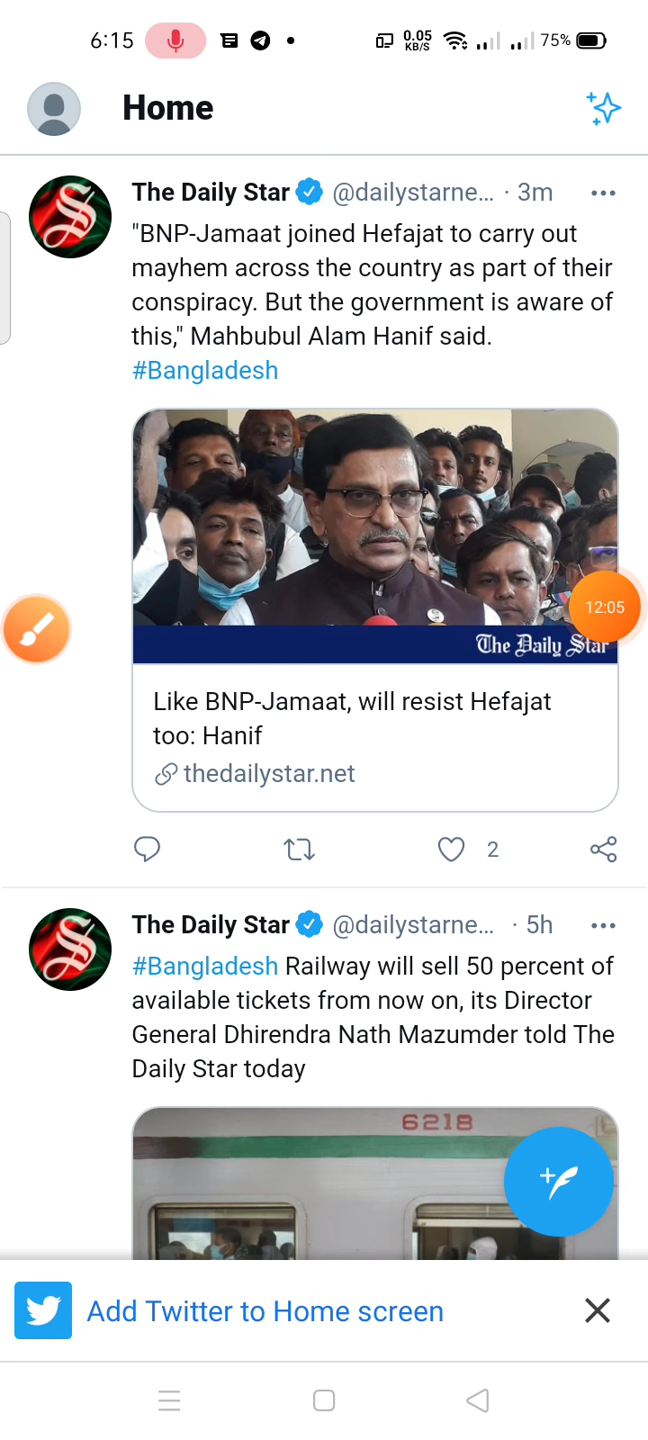 6:15
0.05
KB/S
75%
Home
The Daily Star @dailystarne... · 3m
"BNP-Jamaat joined Hefajat to carry out
mayhem across the country as part of their
conspiracy. But the government is aware of
this," Mahbubul Alam Hanif said.
#Bangladesh
12:05
The Daily Star
Like BNP-Jamaat, will resist Hefajat
too: Hanif
thedailystar.net
2
The Daily Star @dailystarne... · 5h
#Bangladesh Railway will sell 50 percent of
available tickets from now on, its Director
General Dhirendra Nath Mazumder told The
Daily Star today
6218
Add Twitter to Home screen